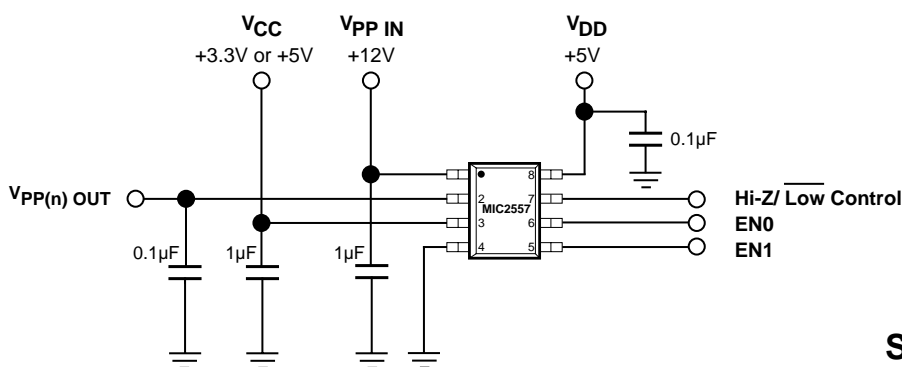 VCC
+3.3V or +5V
VPP IN
+12V
VDD
+5V
0.1µF
VPP(n) OUT
MIC2557
2
3
4
8
7
6
5
Hi-Z/ Low Control
EN0
EN1
0.1µF
1µF
1µF
S